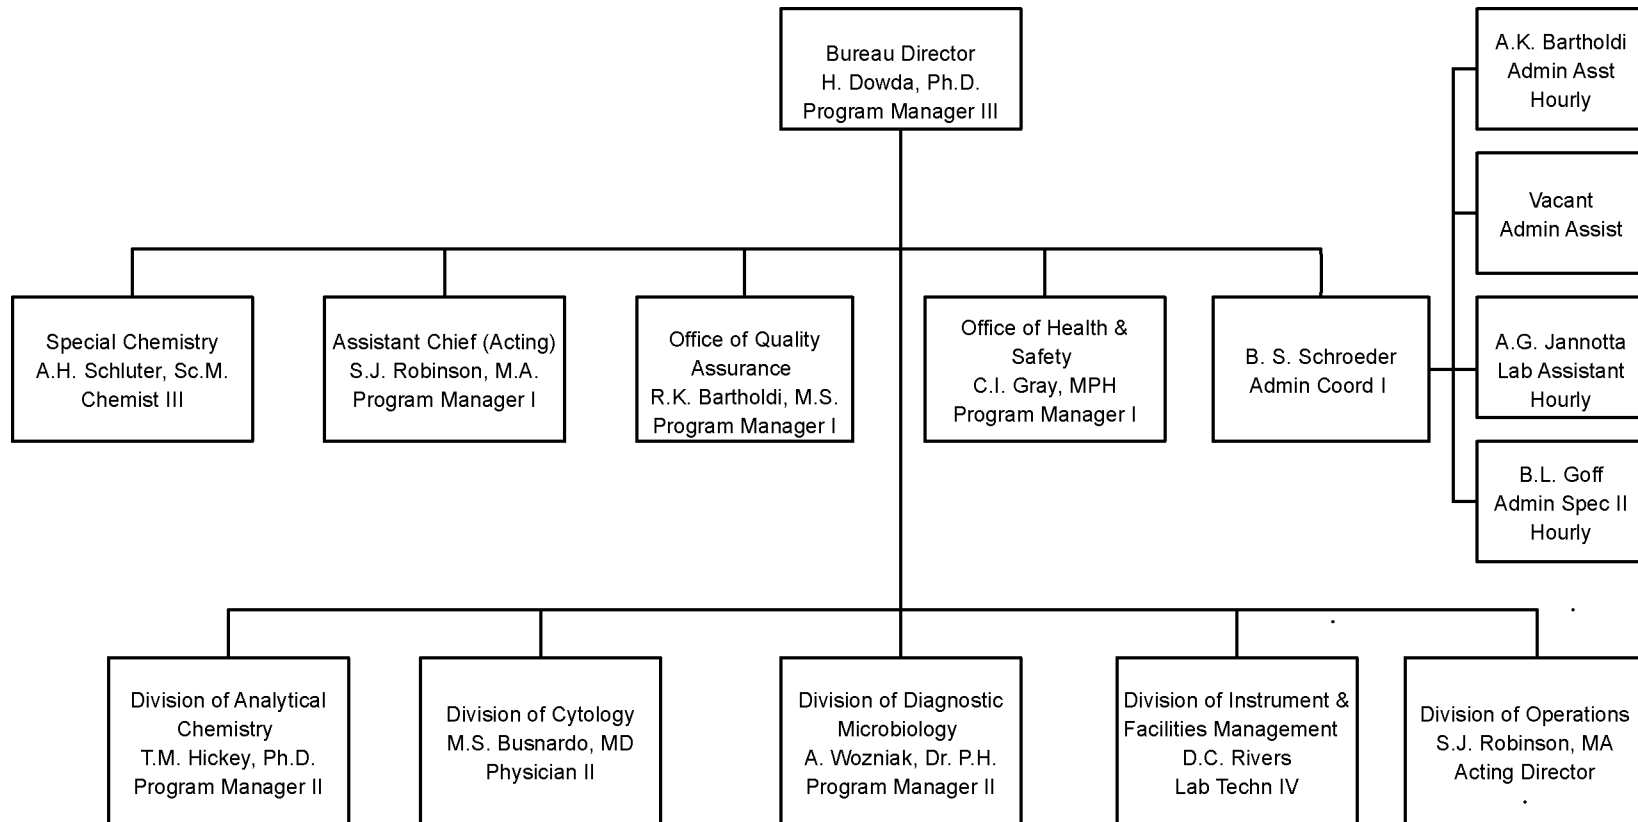 Bureau Director
H. Dowda, Ph.D.
Program Manager III
A.K. Bartholdi
Admin Asst
Hourly
Vacant
Admin Assist
Special Chemistry
A.H. Schluter, Sc.M.
Chemist III
Assistant Chief (Acting)
S.J. Robinson, M.A.
Program Manager I
Office of Quality
Assurance
R.K. Bartholdi, M.S.
Program Manager I
Office of Health &
Safety
C.I. Gray, MPH
Program Manager I
B. S. Schroeder
Admin Coord I
A.G. Jannotta
Lab Assistant
Hourly
B.L. Goff
Admin Spec II
Hourly
Division of Analytical
Chemistry
T.M. Hickey, Ph.D.
Program Manager II
Division of Cytology
M.S. Busnardo, MD
Physician II
Division of Diagnostic
Microbiology
A. Wozniak, Dr. P.H.
Program Manager II
Division of Instrument &
Facilities Management
D.C. Rivers
Lab Techn IV
Division of Operations
S.J. Robinson, MA
Acting Director